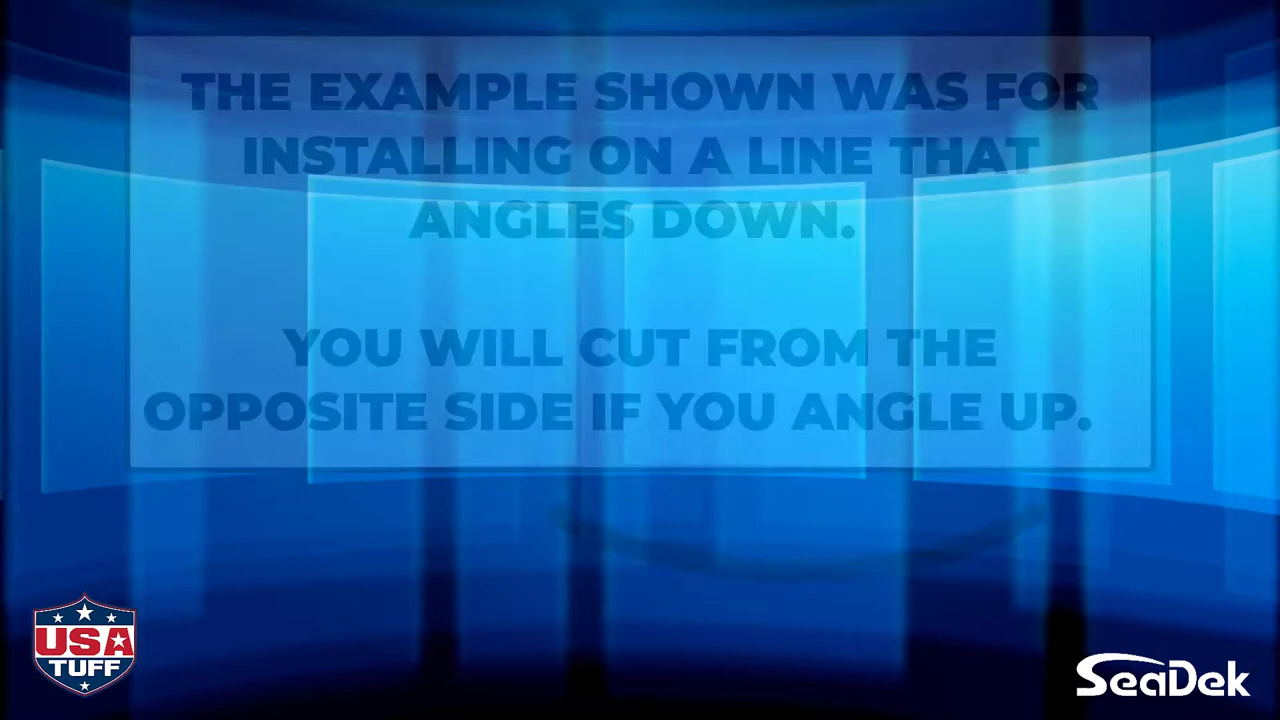 THE EXAMPLE SHOWN WAS FOR
INSTALLING ON A LINE THAT
ANGLES DOWN.
YOU WILL CUT FROM THE
OPPOSITE SIDE IF YOU ANGLE UP.
USA
TUFF
SeaDek